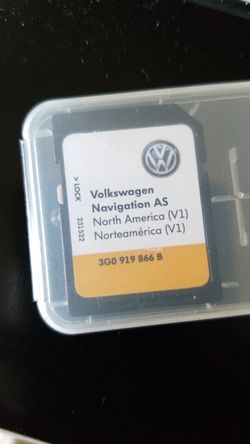 > LOCK
231522
Volkswagen
Navigation AS
North America (V1)
Norteamérica (V1)
3G0 919 866 B